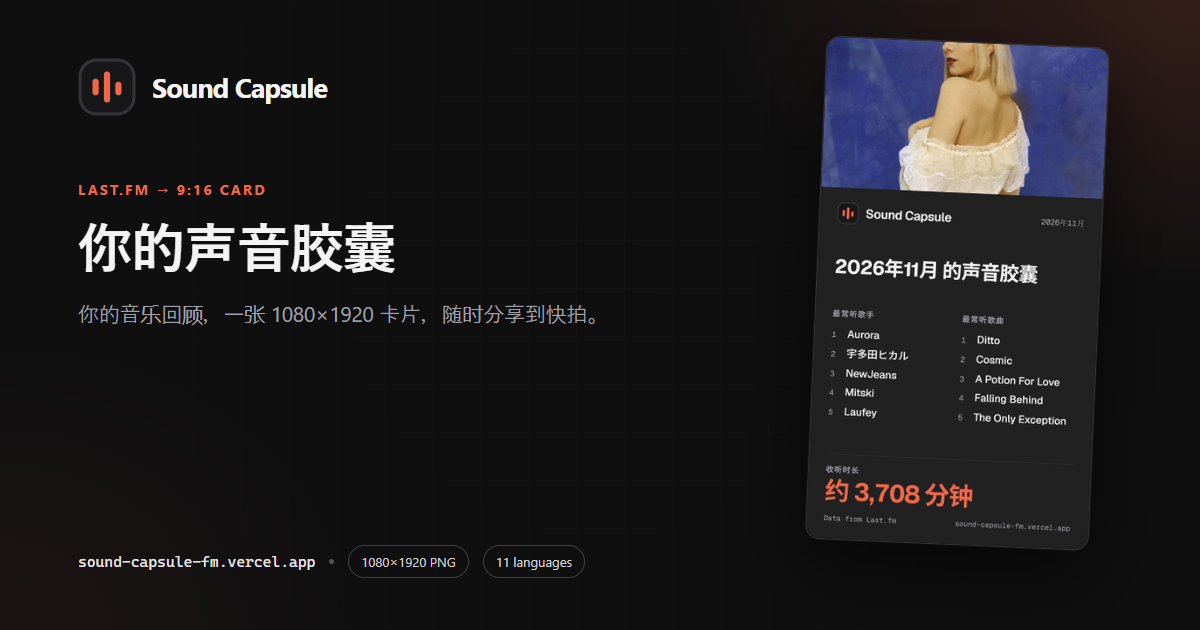 Sound Capsule
LAST.FM → 9:16 CARD
你的声音胶囊
你的音乐回顾，一张 1080×1920 卡片，随时分享到快拍。
sound-capsule-fm.vercel.app
1080×1920 PNG
11 languages
Sound Capsule
2026年11月
2026年11月 的声音胶囊
最常听歌手
1 Aurora
2 宇多田ヒカル
3 NewJeans
4 Mitski
5 Laufey
最常听歌曲
1 Ditto
2 Cosmic
3 A Potion For Love
4 Falling Behind
5 The Only Exception
收听时长
约 3,708 分钟
Data from Last.fm
sound-capsule-fm.vercel.app